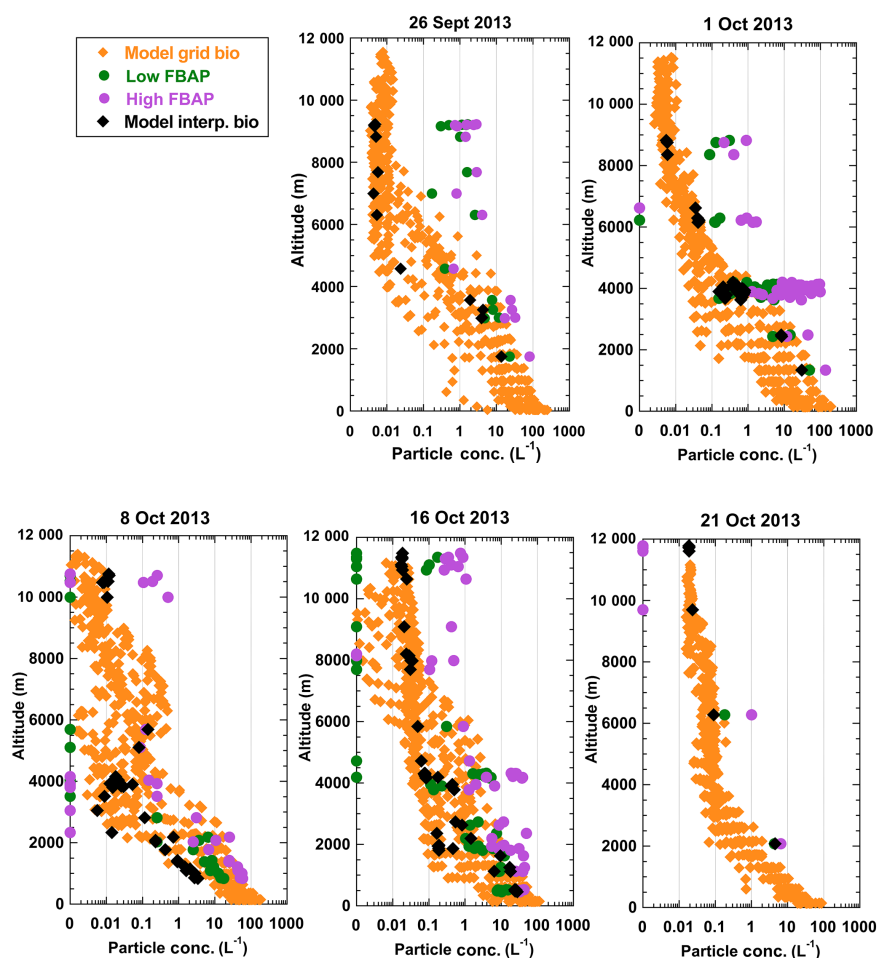 26 Sept 2013
1 Oct 2013
Model grid bio
Low FBAP
High FBAP
Model interp. bio
12 000
10 000
8000
6000
4000
2000
0
Altitude (m)
0 0.01 0.1 1 10 100 1000
Particle conc. (L-1)
12 000
10 000
8000
6000
4000
2000
0
Altitude (m)
0 0.01 0.1 1 10 100 1000
Particle conc. (L-1)
8 Oct 2013
16 Oct 2013
21 Oct 2013
12 000
10 000
8000
6000
4000
2000
0
Altitude (m)
0 0.01 0.1 1 10 100 1000
Particle conc. (L-1)
12 000
10 000
8000
6000
4000
2000
0
Altitude (m)
0 0.01 0.1 1 10 100 1000
Particle conc. (L-1)
12 000
10 000
8000
6000
4000
2000
0
Altitude (m)
0 0.01 0.1 1 10 100 1000
Particle conc. (L-1)